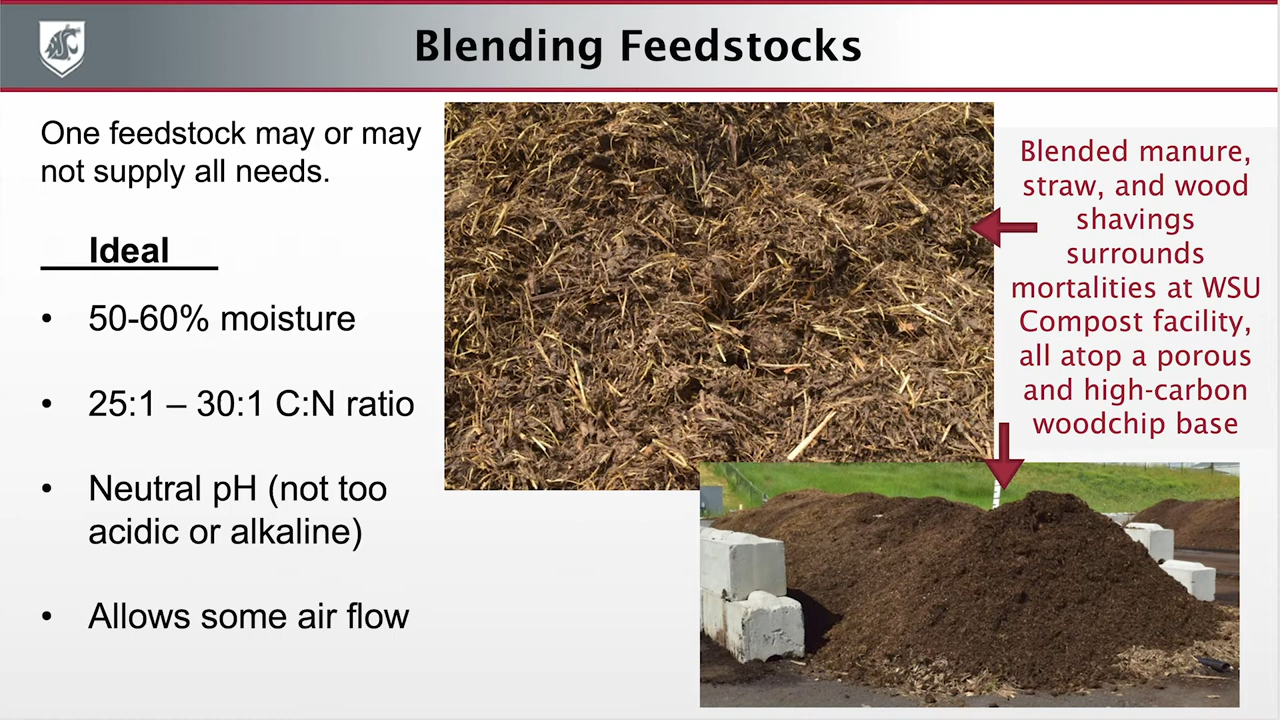 Blending Feedstocks
One feedstock may or may
not supply all needs.
Ideal
• 50-60% moisture
• 25:1 – 30:1 C:N ratio
• Neutral pH (not too
acidic or alkaline)
• Allows some air flow
Blended manure,
straw, and wood
shavings
surrounds
mortalities at WSU
Compost facility,
all atop a porous
and high-carbon
woodchip base